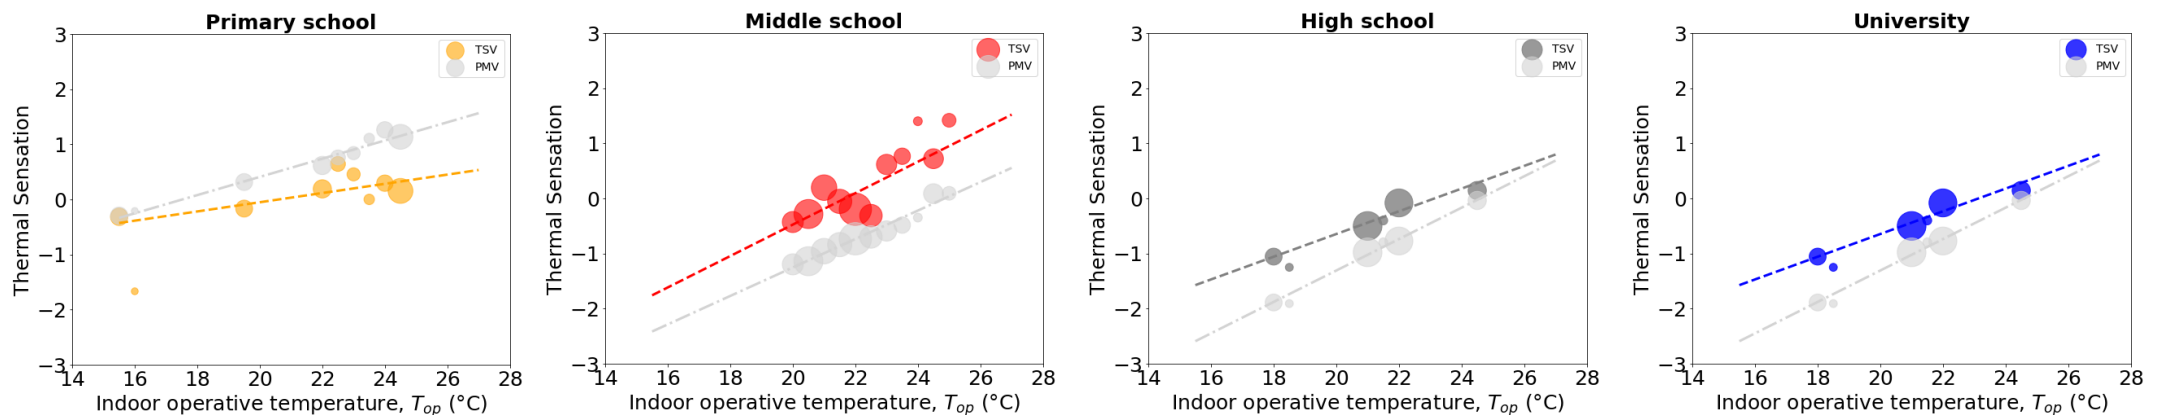 Primary school
Thermal Sensation
3
2
1
0
−1
−2
−3
14 16 18 20 22 24 26 28
Indoor operative temperature, Top (°C)
TSV
PMV
Middle school
Thermal Sensation
3
2
1
0
−1
−2
−3
14 16 18 20 22 24 26 28
Indoor operative temperature, Top (°C)
TSV
PMV
High school
Thermal Sensation
3
2
1
0
−1
−2
−3
14 16 18 20 22 24 26 28
Indoor operative temperature, Top (°C)
TSV
PMV
University
Thermal Sensation
3
2
1
0
−1
−2
−3
14 16 18 20 22 24 26 28
Indoor operative temperature, Top (°C)
TSV
PMV